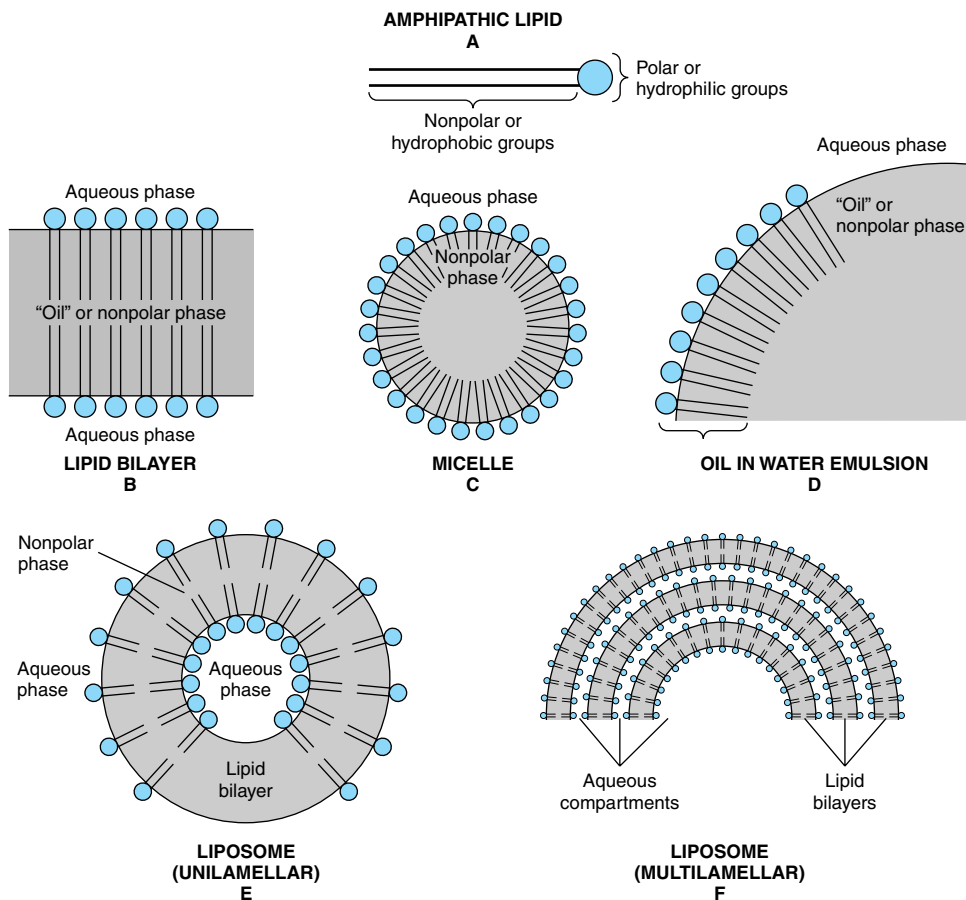 AMPHIPATHIC LIPID
A
Polar or
hydrophilic groups
Nonpolar or
hydrophobic groups
Aqueous phase
"Oil" or nonpolar phase
Aqueous phase
LIPID BILAYER
B
Aqueous phase
Nonpolar
phase
MICELLE
C
Aqueous phase
"Oil" or
nonpolar phase
OIL IN WATER EMULSION
D
Nonpolar
phase
Aqueous
phase
Aqueous
phase
Lipid
bilayer
LIPOSOME
(UNILAMELLAR)
E
Aqueous
compartments
Lipid
bilayers
LIPOSOME
(MULTILAMELLAR)
F